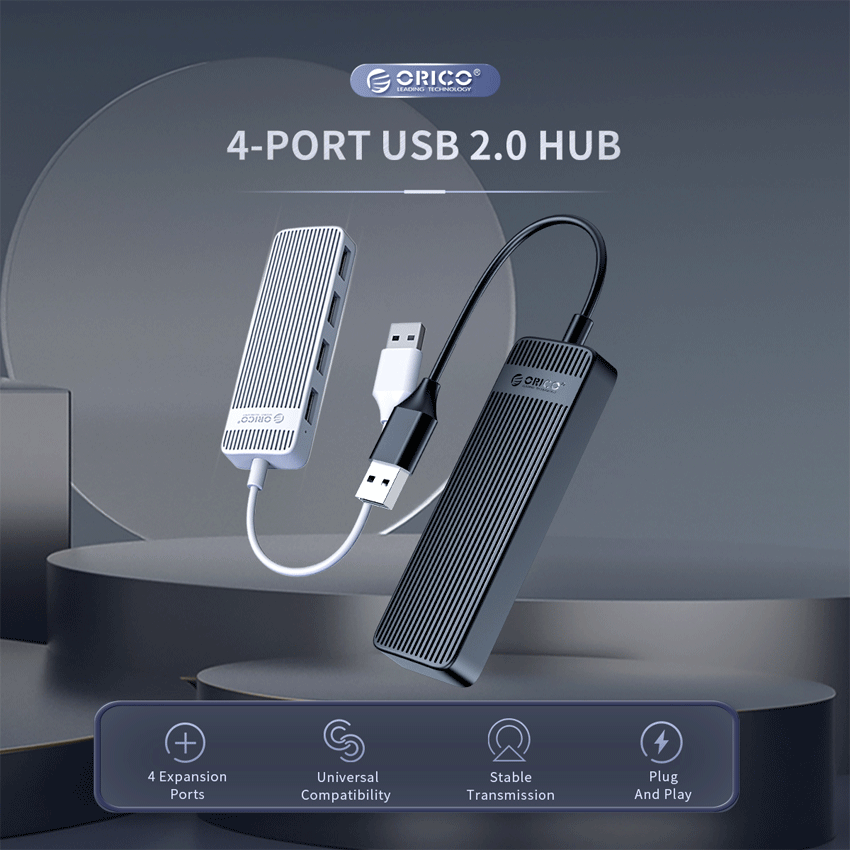 ORICO®
LEADING TECHNOLOGY
4-PORT USB 2.0 HUB
ORICO
ORICO
4 Expansion
Ports
Universal
Compatibility
Stable
Transmission
Plug
And Play